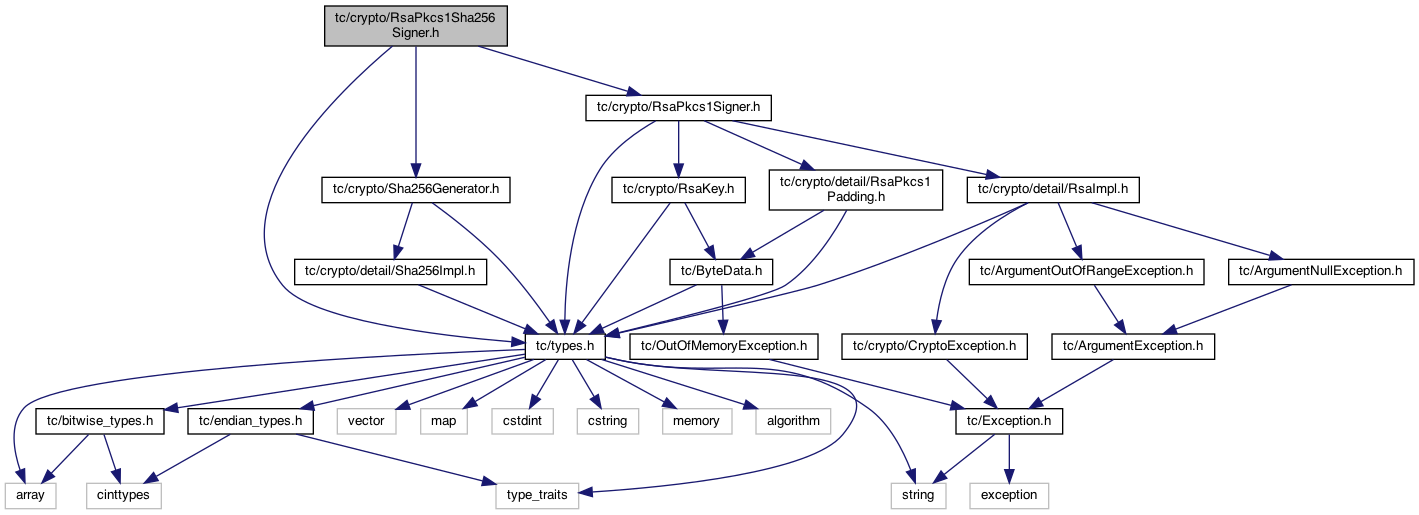 tc/crypto/RsaPkcs1Sha256
Signer.h
tc/crypto/RsaPkcs1Signer.h
tc/crypto/Sha256Generator.h
tc/crypto/RsaKey.h
tc/crypto/detail/RsaPkcs1
Padding.h
tc/crypto/detail/RsaImpl.h
tc/crypto/detail/Sha256Impl.h
tc/ByteData.h
tc/ArgumentOutOfRangeException.h
tc/ArgumentNullException.h
tc/types.h
tc/OutOfMemoryException.h
tc/crypto/CryptoException.h
tc/ArgumentException.h
tc/bitwise_types.h
tc/endian_types.h
vector
map
cstdint
cstring
memory
algorithm
tc/Exception.h
array
cinttypes
type_traits
string
exception